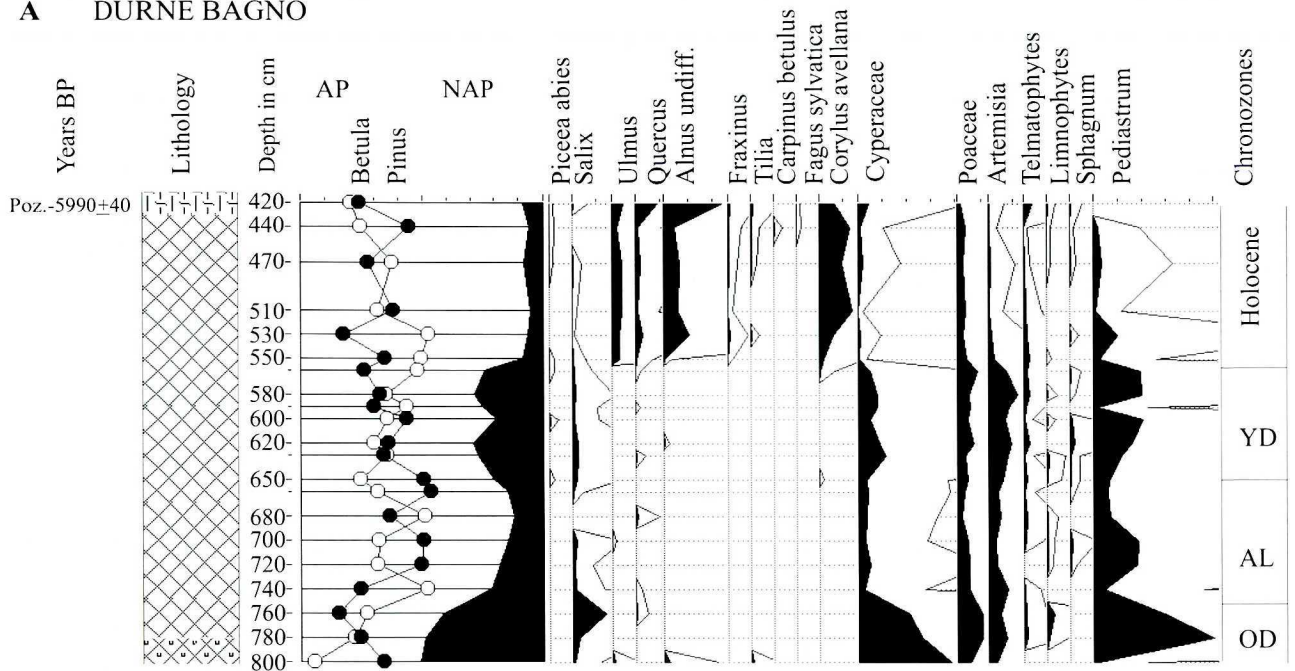 A DURNE BAGNO
Years BP
Lithology
Depth in cm
AP
NAP
Betula
Pinus
Piceea abies
Salix
Ulmus
Quercus
Alnus undiff.
Fraxinus
Tilia
Carpinus betulus
Fagus sylvatica
Corylus avellana
Cyperaceae
Poaceae
Artemisia
Telmatophytes
Limnophytes
Sphagnum
Pediastrum
Chronozones
Poz.-5990±40
420-
440-
470-
510-
530-
550-
580-
600-
620-
650-
680-
700-
720-
740-
760-
780-
800-
Holocene
YD
AL
OD